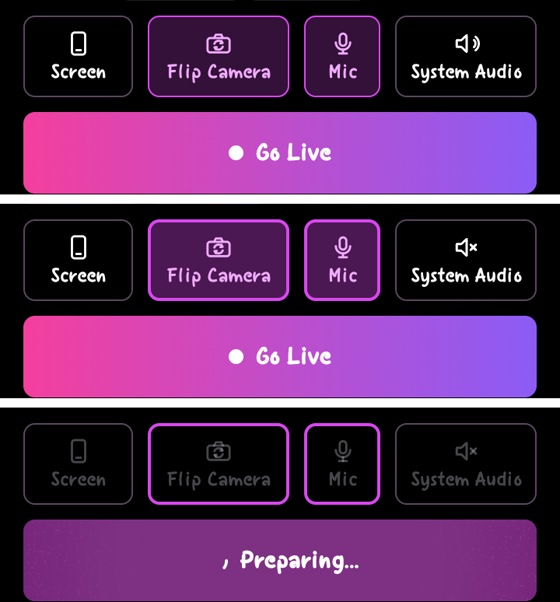 Screen
Flip Camera
Mic
System Audio
Go Live
Screen
Flip Camera
Mic
System Audio
Go Live
Screen
Flip Camera
Mic
System Audio
Preparing...